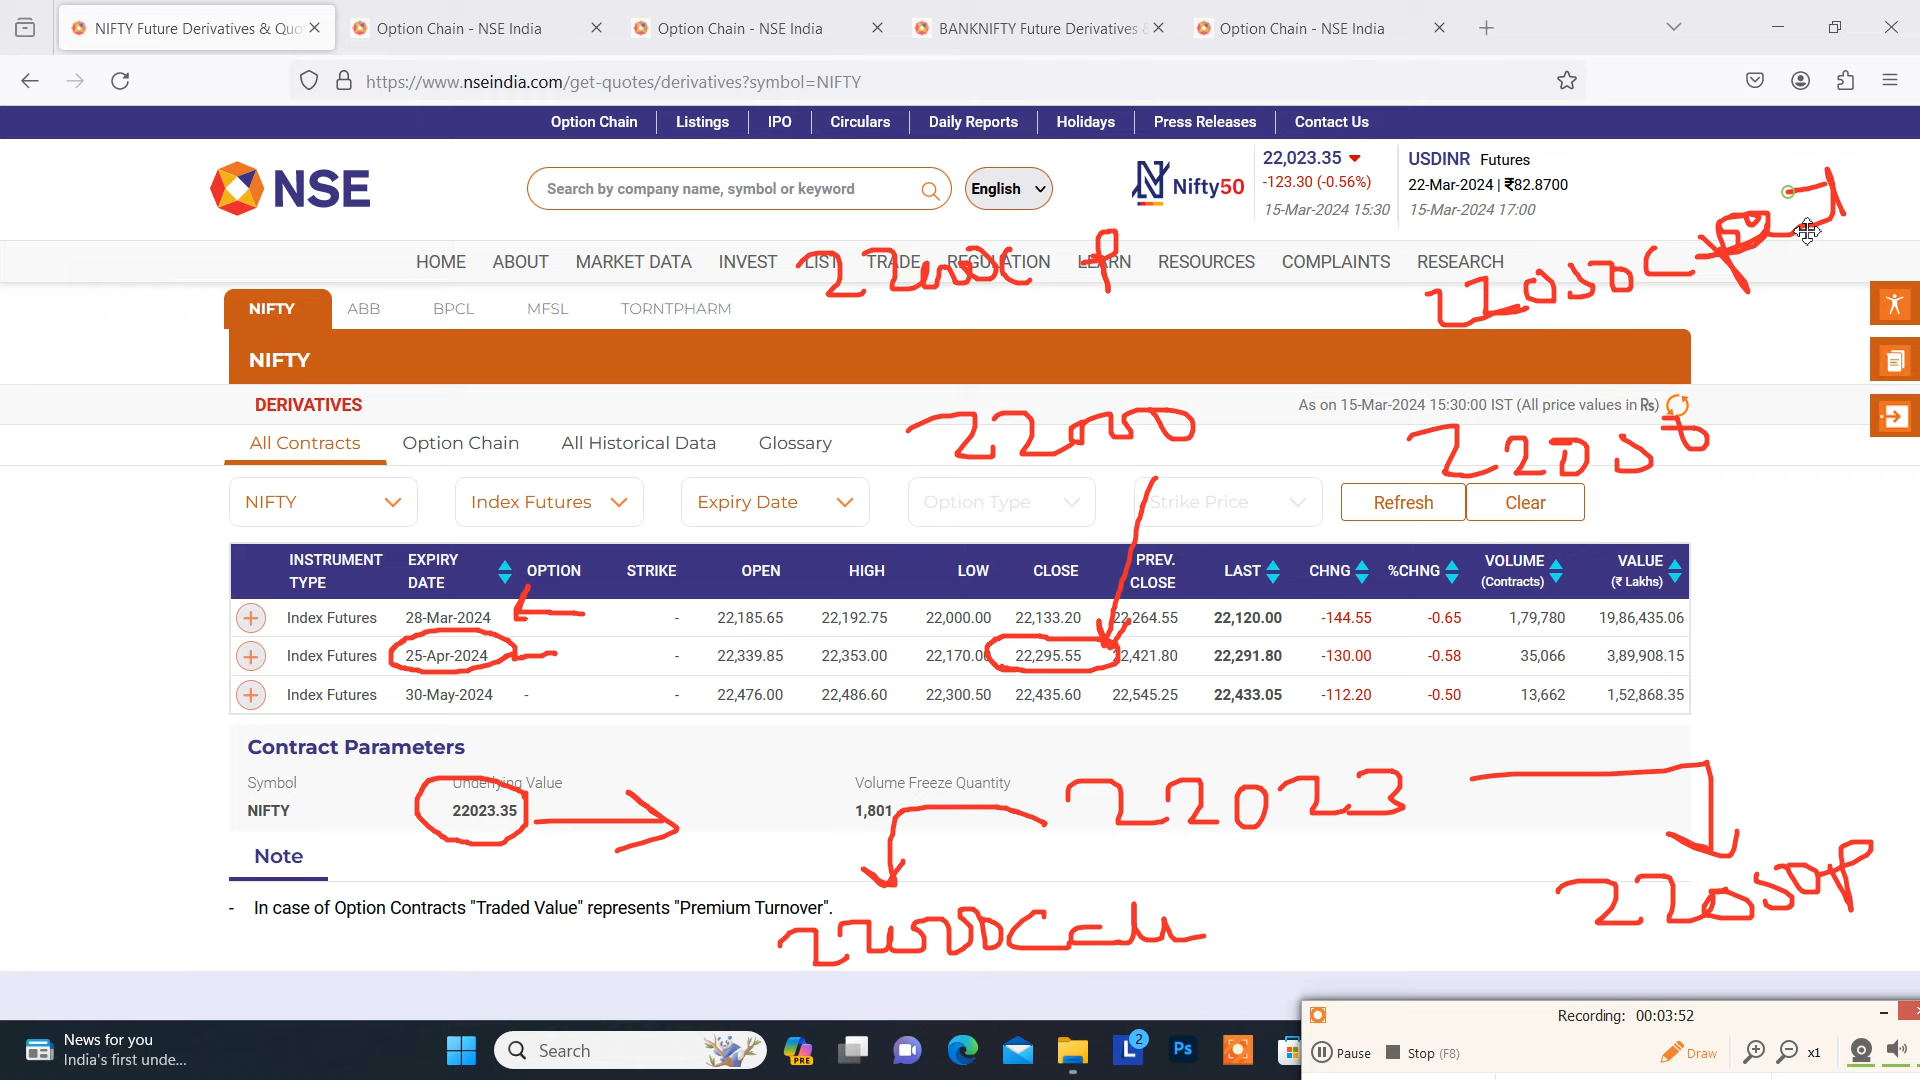 NIFTY Future Derivatives & Quo
Option Chain - NSE India
Option Chain - NSE India
BANKNIFTY Future Derivatives &
Option Chain - NSE India
https://www.nseindia.com/get-quotes/derivatives?symbol=NIFTY
Option Chain Listings IPO Circulars Daily Reports Holidays Press Releases Contact Us
NSE
Search by company name, symbol or keyword
English
Nifty50
22,023.35
-123.30 (-0.56%)
15-Mar-2024 15:30
USDINR Futures
22-Mar-2024 | ₹82.8700
15-Mar-2024 17:00
HOME ABOUT MARKET DATA INVEST LIST TRADE REGULATION LEARN RESOURCES COMPLAINTS RESEARCH
22000C P
22050C P
NIFTY ABB BPCL MFSL TORNTPHARM
NIFTY
DERIVATIVES
As on 15-Mar-2024 15:30:00 IST (All price values in Rs)
22000
22050
All Contracts Option Chain All Historical Data Glossary
NIFTY Index Futures Expiry Date Option Type Strike Price Refresh Clear
INSTRUMENT TYPE EXPIRY DATE OPTION STRIKE OPEN HIGH LOW CLOSE PREV. CLOSE LAST CHNG %CHNG VOLUME (Contracts) VALUE (₹ Lakhs)
Index Futures 28-Mar-2024 - 22,185.65 22,192.75 22,000.00 22,133.20 22,264.55 22,120.00 -144.55 -0.65 1,79,780 19,86,435.06
Index Futures 25-Apr-2024 - 22,339.85 22,353.00 22,170.00 22,295.55 22,421.80 22,291.80 -130.00 -0.58 35,066 3,89,908.15
Index Futures 30-May-2024 - - 22,476.00 22,486.60 22,300.50 22,435.60 22,545.25 22,433.05 -112.20 -0.50 13,662 1,52,868.35
Contract Parameters
Symbol Underlying Value Volume Freeze Quantity
NIFTY 22023.35 1,801
22023
22050P
Note
- In case of Option Contracts "Traded Value" represents "Premium Turnover".
22000Call
News for you
India's first unde...
Search
PRE
L
2
Ps
Recording: 00:03:52
Pause Stop (F8) Draw x1